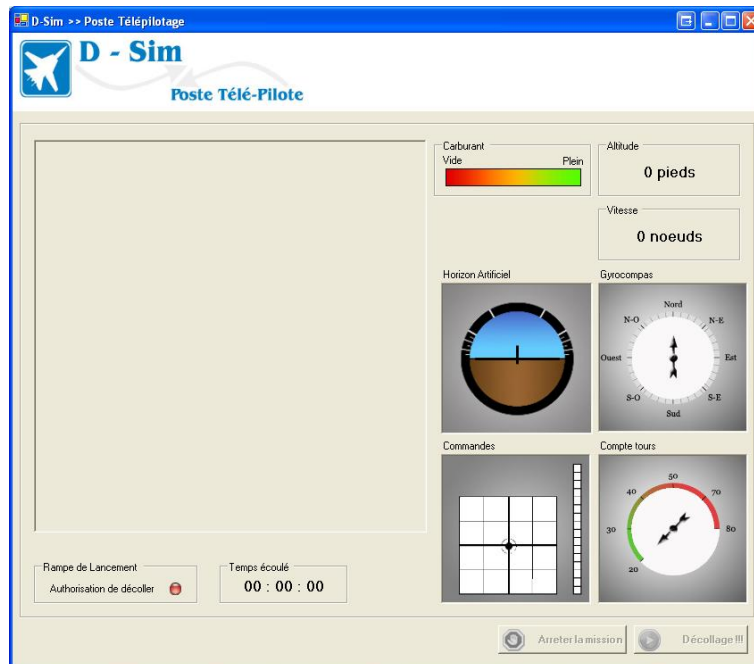 D-Sim >> Poste Télépilotage
D - Sim
Poste Télé-Pilote
Carburant
Vide Plein
Altitude
0 pieds
Vitesse
0 noeuds
Horizon Artificiel
Gyrocompas
Nord
N-O N-E
Ouest Est
S-O S-E
Sud
Commandes
Compte tours
50
40 70
30 80
20
Rampe de Lancement
Authorisation de décoller
Temps écoulé
00 : 00 : 00
Arreter la mission
Décollage !!!